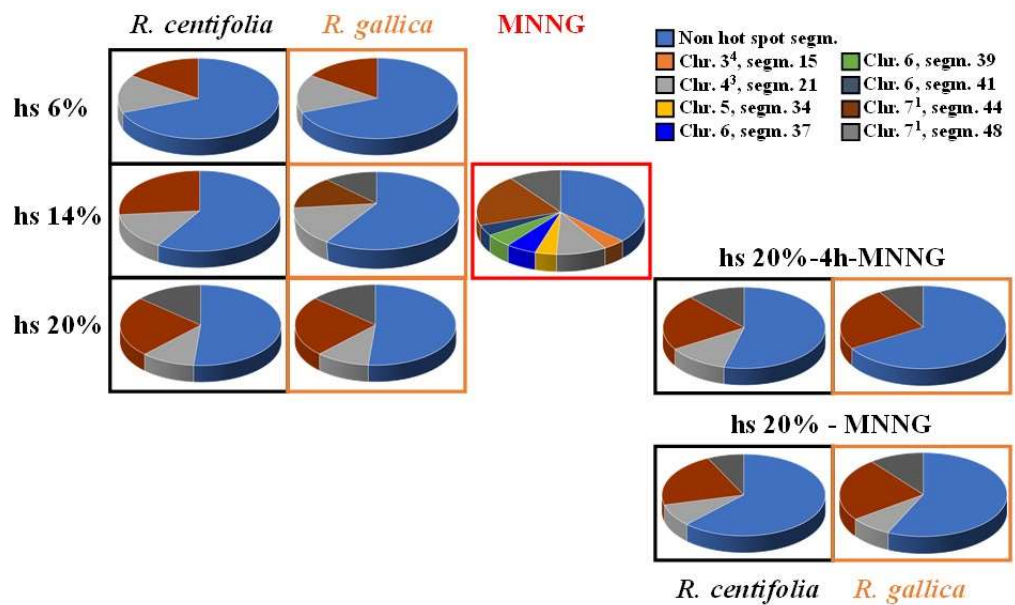 R. centifolia R. gallica MNNG
Non hot spot segm.
Chr. 3⁴, segm. 15 Chr. 6, segm. 39
Chr. 4³, segm. 21 Chr. 6, segm. 41
Chr. 5, segm. 34 Chr. 7¹, segm. 44
Chr. 6, segm. 37 Chr. 7¹, segm. 48
hs 6%
hs 14%
hs 20%-4h-MNNG
hs 20%
hs 20% - MNNG
R. centifolia R. gallica